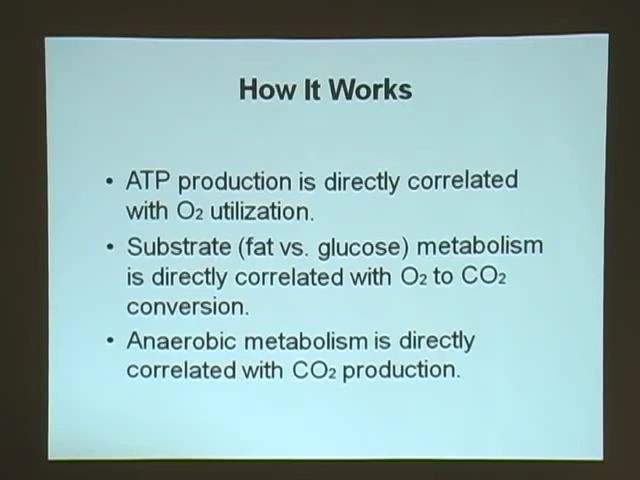 How It Works
• ATP production is directly correlated
with O₂ utilization.
• Substrate (fat vs. glucose) metabolism
is directly correlated with O₂ to CO₂
conversion.
• Anaerobic metabolism is directly
correlated with CO₂ production.